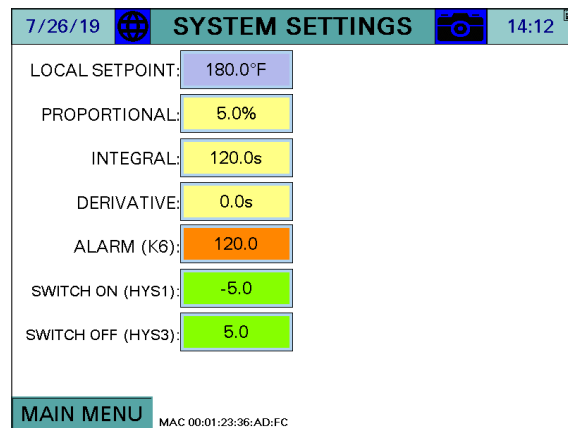 7/26/19 SYSTEM SETTINGS 14:12
LOCAL SETPOINT: 180.0°F
PROPORTIONAL: 5.0%
INTEGRAL: 120.0s
DERIVATIVE: 0.0s
ALARM (K6): 120.0
SWITCH ON (HYS1): -5.0
SWITCH OFF (HYS3): 5.0
MAIN MENU MAC 00:01:23:36:AD:FC